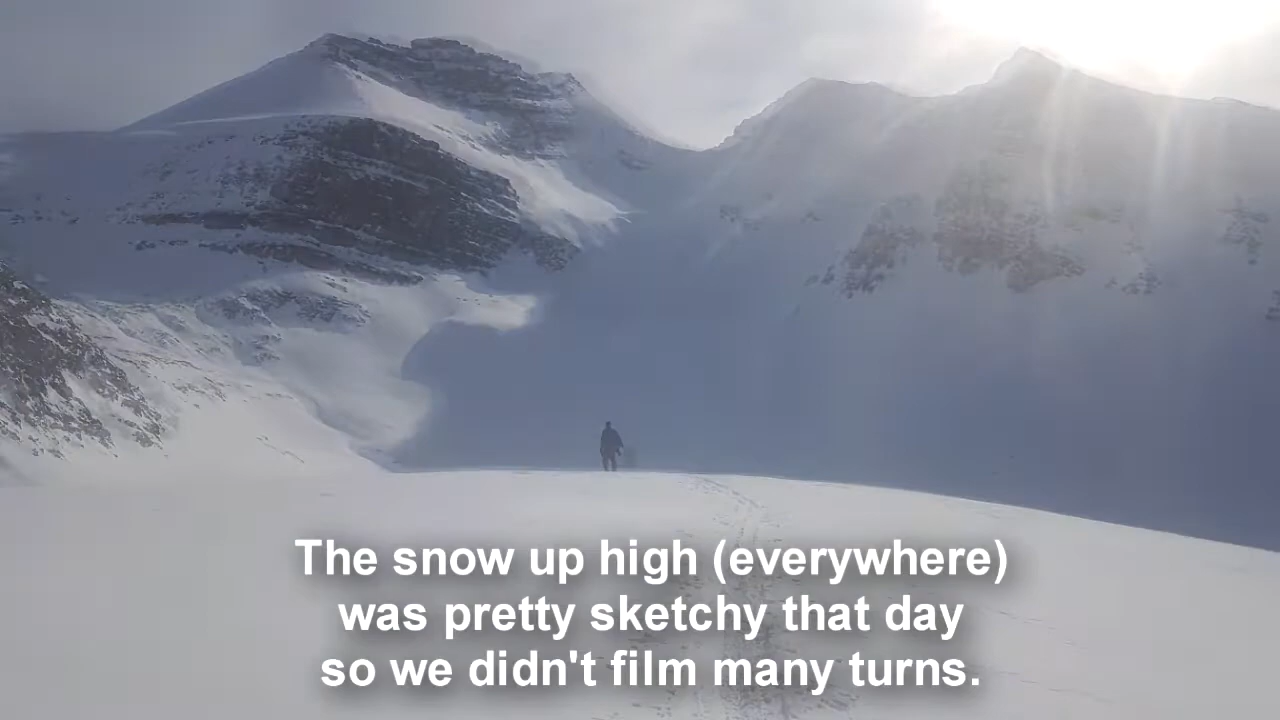 The snow up high (everywhere)
was pretty sketchy that day
so we didn't film many turns.